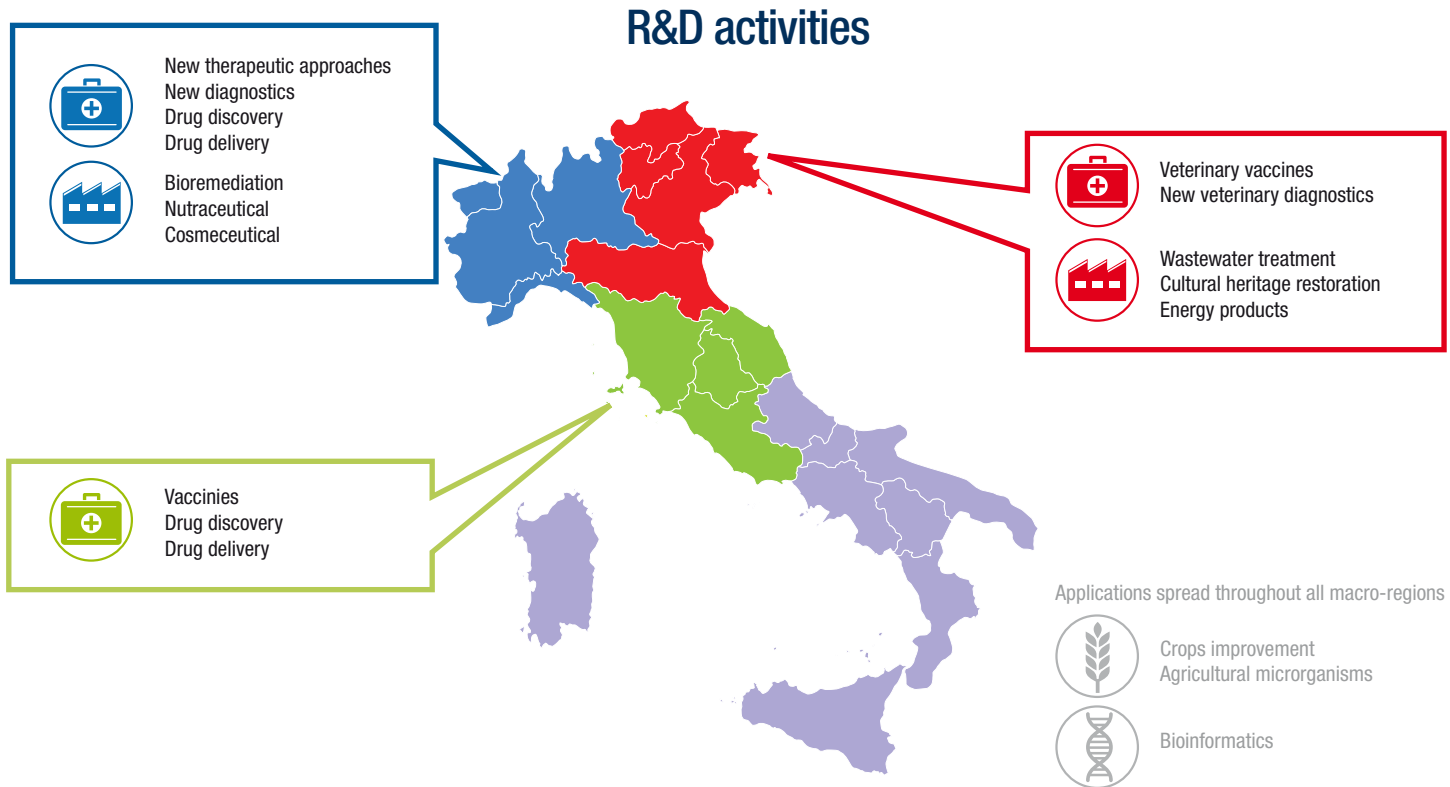 R&D activities
New therapeutic approaches
New diagnostics
Drug discovery
Drug delivery
Bioremediation
Nutraceutical
Cosmeceutical
Veterinary vaccines
New veterinary diagnostics
Wastewater treatment
Cultural heritage restoration
Energy products
Vaccinies
Drug discovery
Drug delivery
Applications spread throughout all macro-regions
Crops improvement
Agricultural microrganisms
Bioinformatics